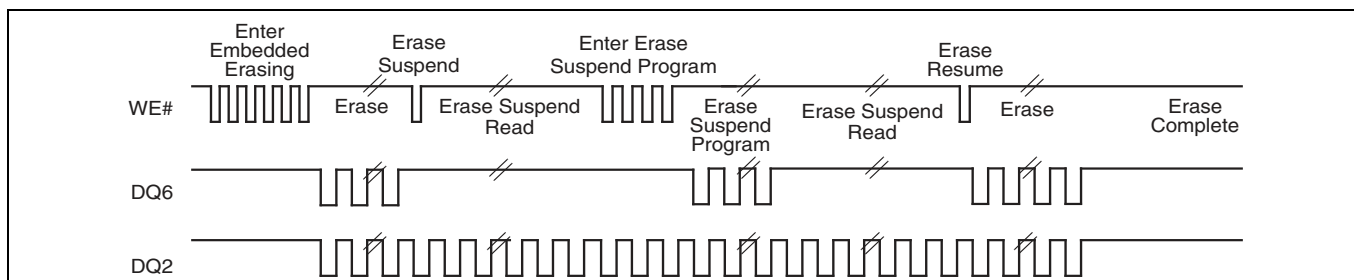 Enter
Embedded
Erasing
Erase
Suspend
Enter Erase
Suspend Program
Erase
Resume
WE#
Erase
Erase Suspend
Read
Erase
Suspend
Program
Erase Suspend
Read
Erase
Erase
Complete
DQ6
DQ2